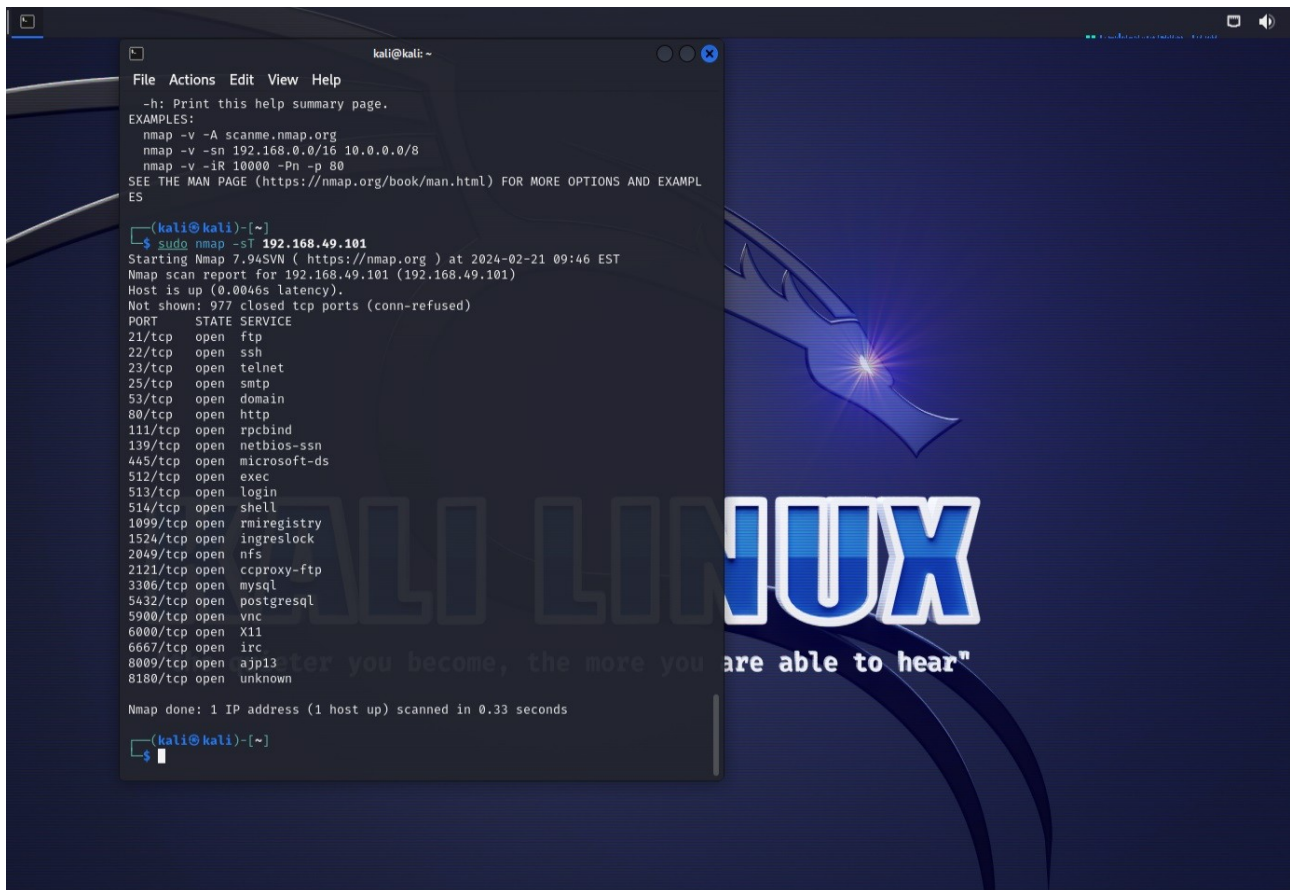 kali@kali: ~
File Actions Edit View Help
-h: Print this help summary page.
EXAMPLES:
nmap -v -A scanme.nmap.org
nmap -v -sn 192.168.0.0/16 10.0.0.0/8
nmap -v -iR 10000 -Pn -p 80
SEE THE MAN PAGE (https://nmap.org/book/man.html) FOR MORE OPTIONS AND EXAMPL
ES
(kali㉿kali)-[~]
$ sudo nmap -sT 192.168.49.101
Starting Nmap 7.94SVN ( https://nmap.org ) at 2024-02-21 09:46 EST
Nmap scan report for 192.168.49.101 (192.168.49.101)
Host is up (0.0046s latency).
Not shown: 977 closed tcp ports (conn-refused)
PORT STATE SERVICE
21/tcp open ftp
22/tcp open ssh
23/tcp open telnet
25/tcp open smtp
53/tcp open domain
80/tcp open http
111/tcp open rpcbind
139/tcp open netbios-ssn
445/tcp open microsoft-ds
512/tcp open exec
513/tcp open login
514/tcp open shell
1099/tcp open rmiregistry
1524/tcp open ingreslock
2049/tcp open nfs
2121/tcp open ccproxy-ftp
3306/tcp open mysql
5432/tcp open postgresql
5900/tcp open vnc
6000/tcp open X11
6667/tcp open irc
8009/tcp open ajp13
8180/tcp open unknown
Nmap done: 1 IP address (1 host up) scanned in 0.33 seconds
(kali㉿kali)-[~]
$
KALI LINUX
you become, the more you are able to hear"